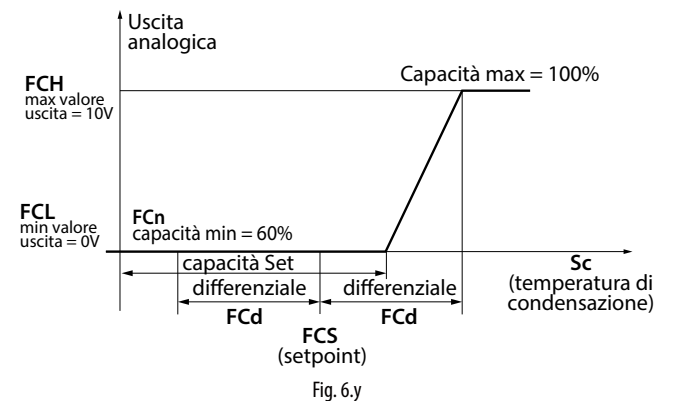 Uscita
analogica
Capacità max = 100%
FCH
max valore
uscita = 10V
FCL
min valore
uscita = 0V
FCn
capacità min = 60%
capacità Set
Sc
(temperatura di
condensazione)
differenziale
differenziale
FCd
FCd
FCS
(setpoint)
Fig. 6.y